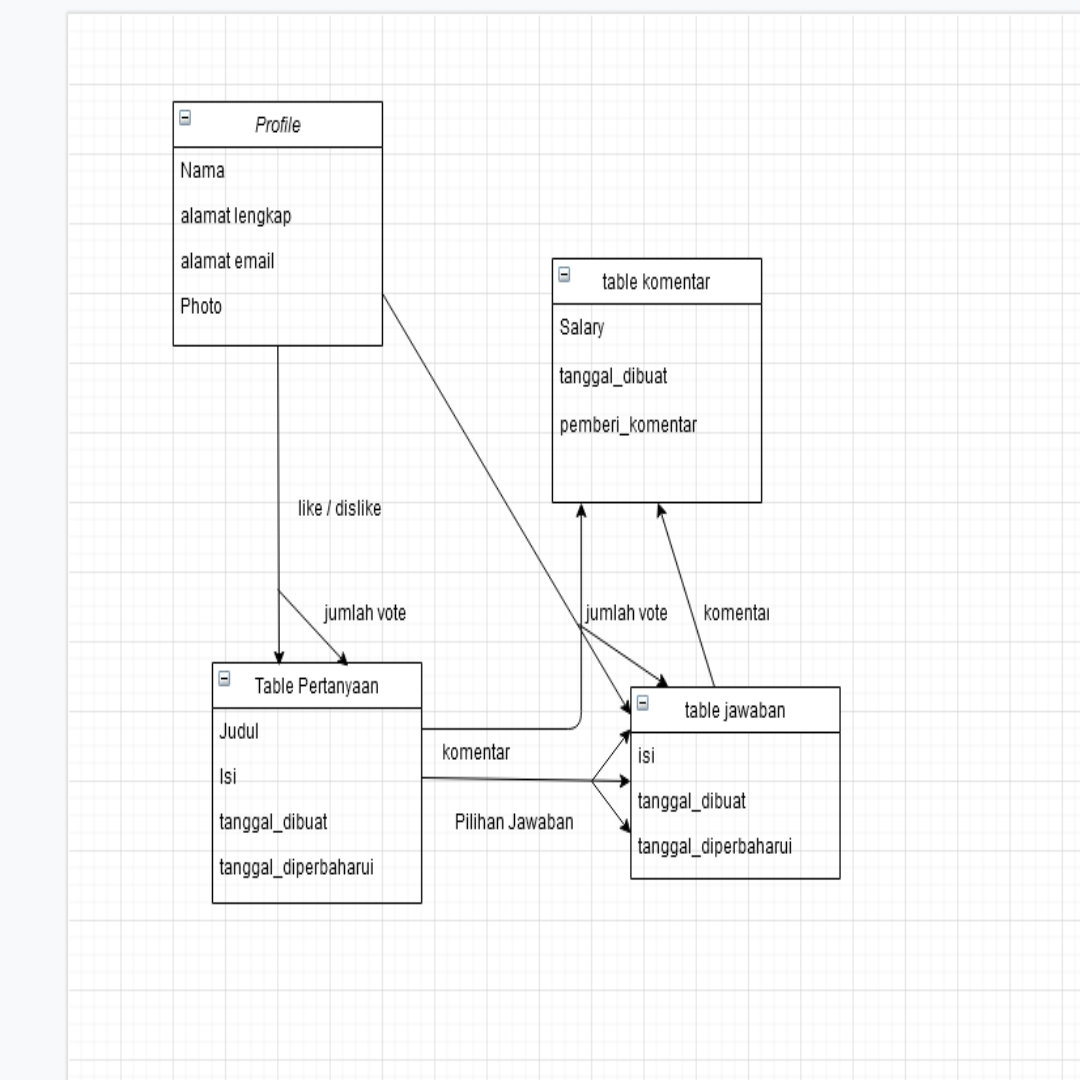 Profile
Nama
alamat lengkap
alamat email
Photo
table komentar
Salary
tanggal_dibuat
pemberi_komentar
like / dislike
jumlah vote
jumlah vote
komentar
Table Pertanyaan
Judul
Isi
tanggal_dibuat
tanggal_diperbaharui
komentar
Pilihan Jawaban
table jawaban
isi
tanggal_dibuat
tanggal_diperbaharui